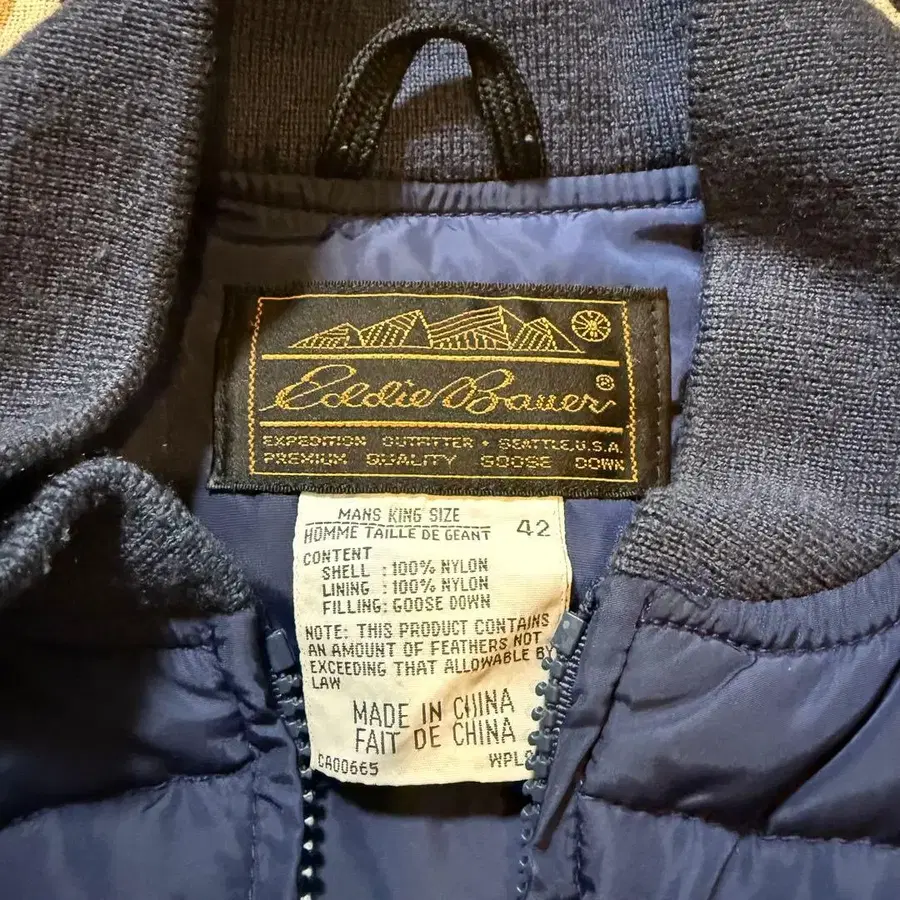 Eddie Bauer®
EXPEDITION OUTFITTER • SEATTLE, U.S.A.
PREMIUM QUALITY GOOSE DOWN
MANS KING SIZE 42
HOMME TAILLE DE GEANT
CONTENT
SHELL : 100% NYLON
LINING : 100% NYLON
FILLING: GOOSE DOWN
NOTE: THIS PRODUCT CONTAINS
AN AMOUNT OF FEATHERS NOT
EXCEEDING THAT ALLOWABLE BY
LAW
MADE IN CHINA
FAIT DE CHINA
CA00665